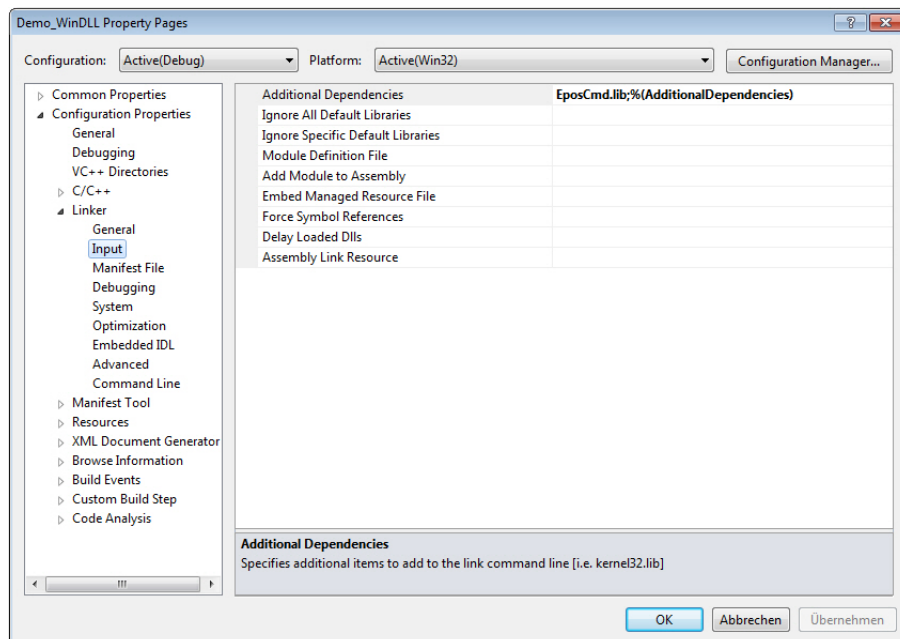 Demo_WinDLL Property Pages
Configuration: Active(Debug) Platform: Active(Win32) Configuration Manager...
Common Properties
Configuration Properties
General
Debugging
VC++ Directories
C/C++
Linker
General
Input
Manifest File
Debugging
System
Optimization
Embedded IDL
Advanced
Command Line
Manifest Tool
Resources
XML Document Generator
Browse Information
Build Events
Custom Build Step
Code Analysis
Additional Dependencies EposCmd.lib;%(AdditionalDependencies)
Ignore All Default Libraries
Ignore Specific Default Libraries
Module Definition File
Add Module to Assembly
Embed Managed Resource File
Force Symbol References
Delay Loaded Dlls
Assembly Link Resource
Additional Dependencies
Specifies additional items to add to the link command line [i.e. kernel32.lib]
OK Abbrechen Übernehmen